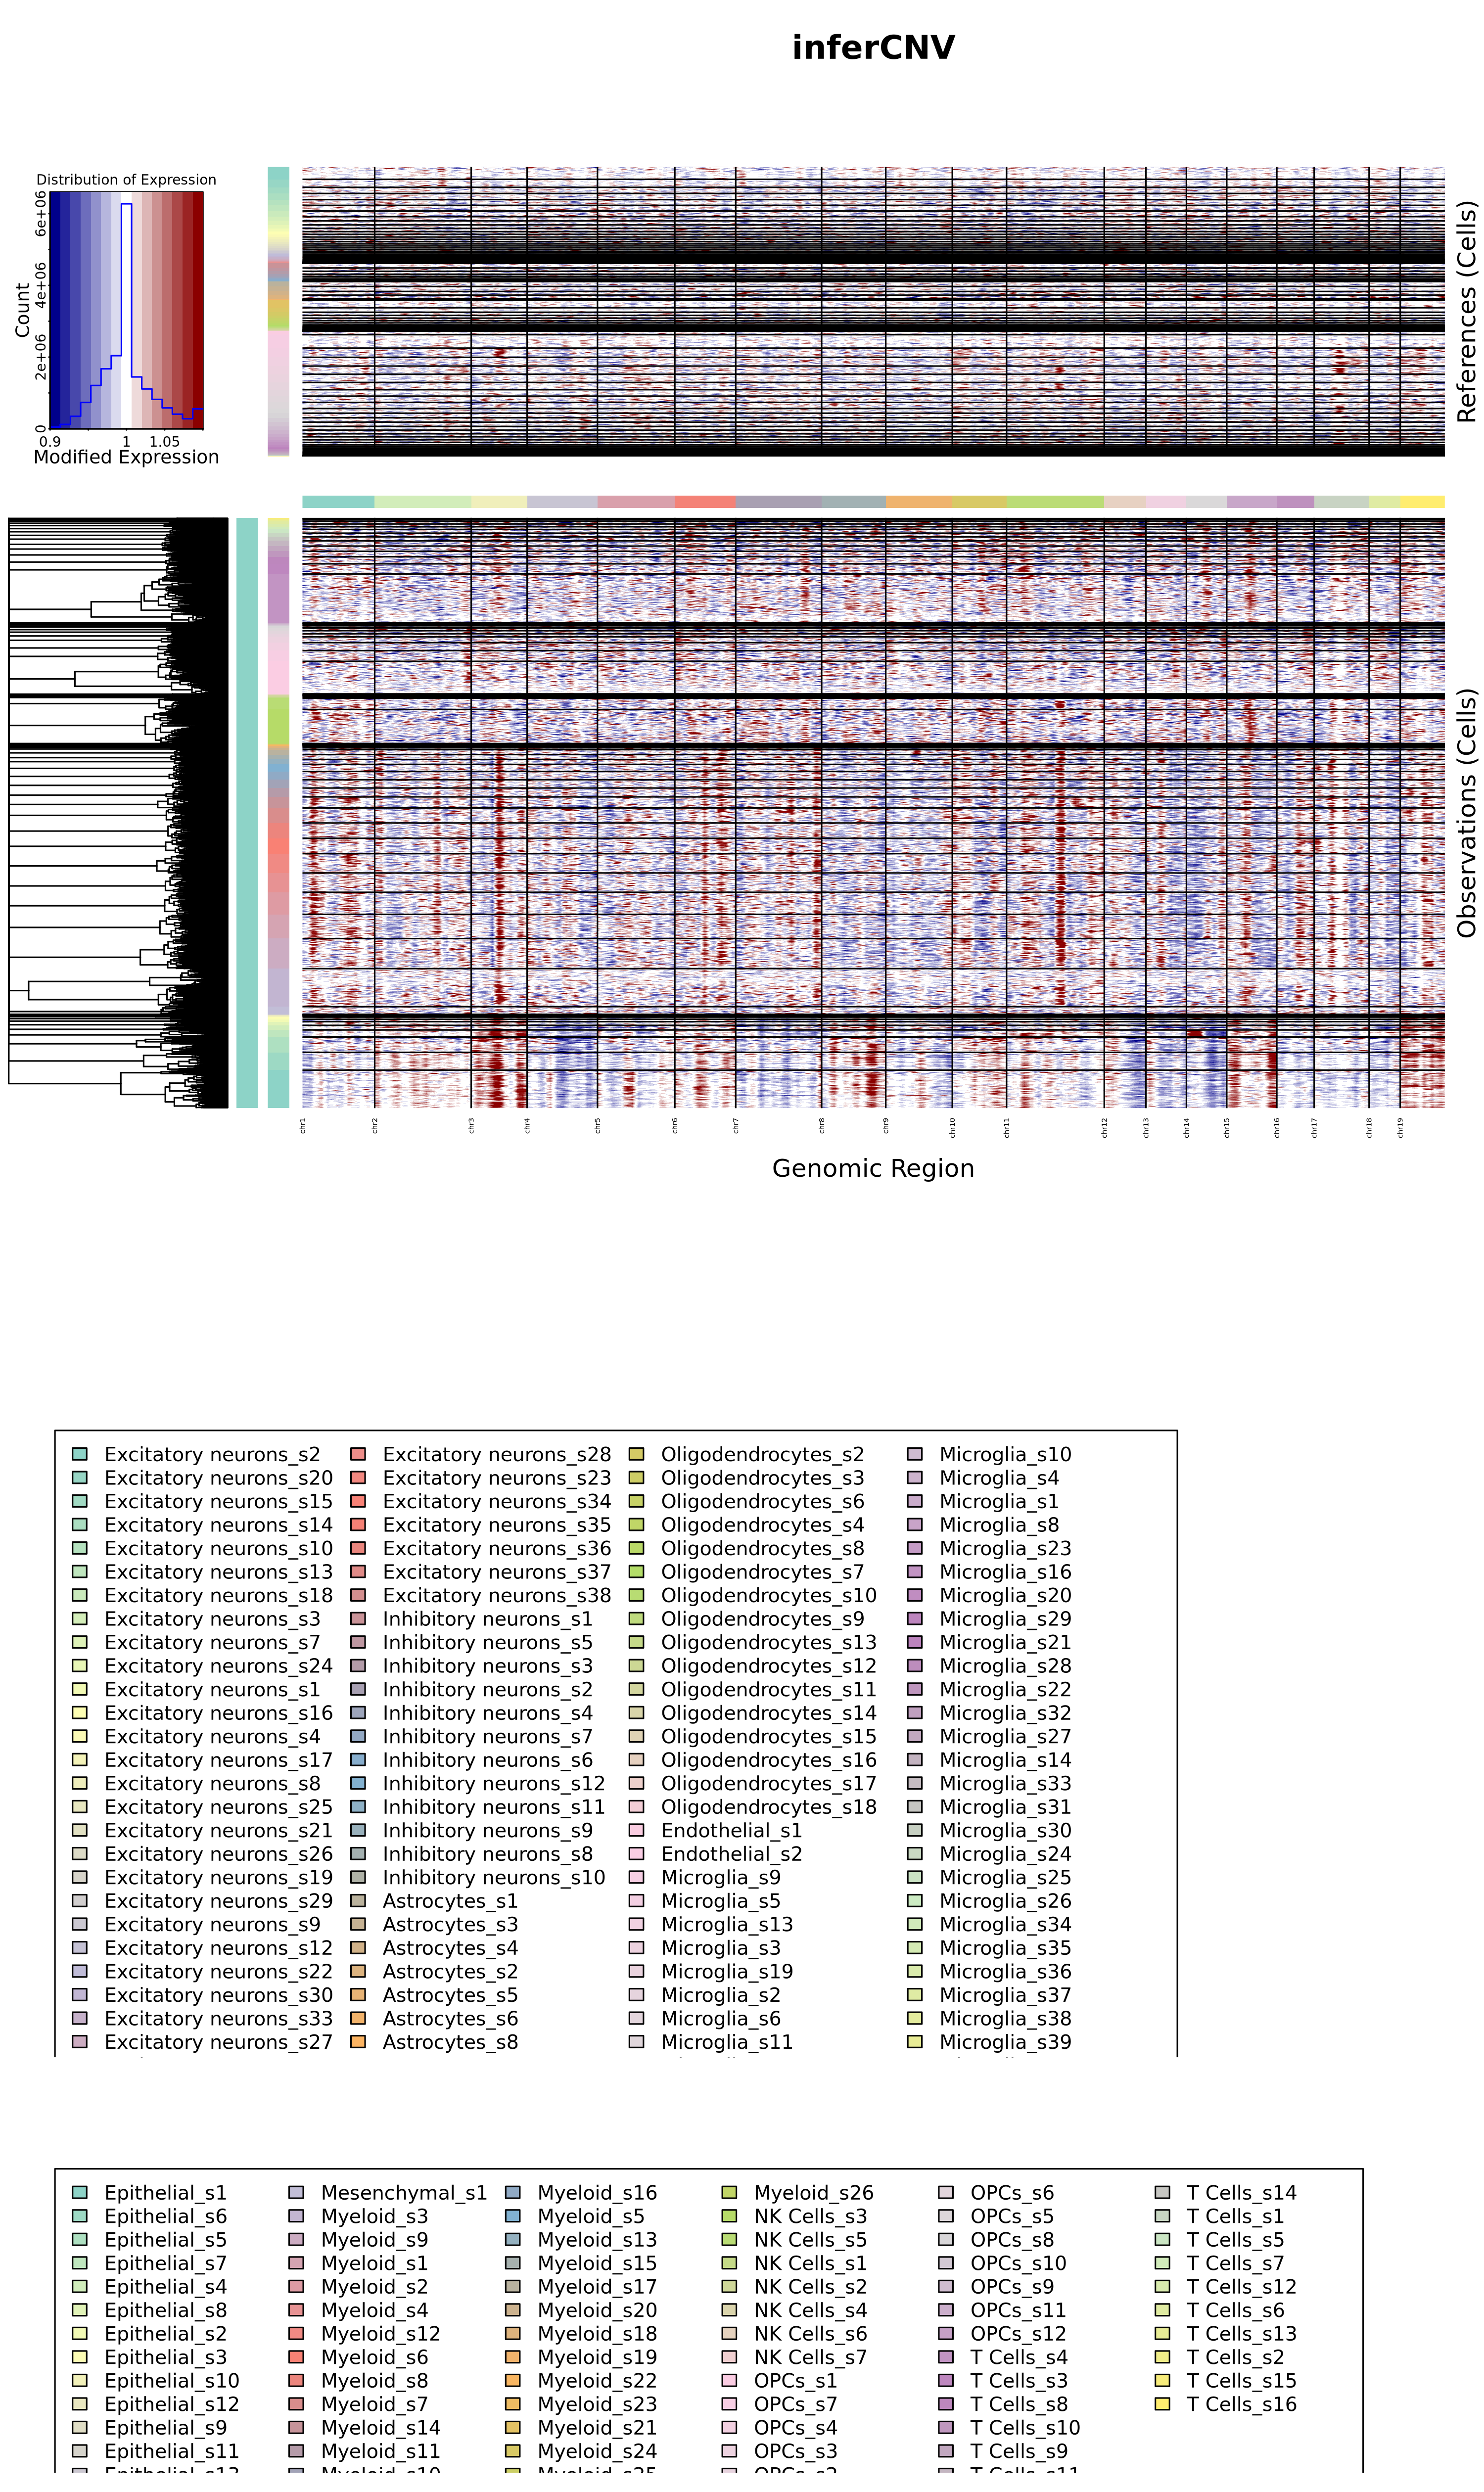 inferCNV
Distribution of Expression
Count
0
2e+06
4e+06
6e+06
0.9
1
1.05
Modified Expression
References (Cells)
Observations (Cells)
chr1 chr2 chr3 chr4 chr5 chr6 chr7 chr8 chr9 chr10 chr11 chr12 chr13 chr14 chr15 chr16 chr17 chr18 chr19
Genomic Region
Excitatory neurons_s2 Excitatory neurons_s28 Oligodendrocytes_s2 Microglia_s10
Excitatory neurons_s20 Excitatory neurons_s23 Oligodendrocytes_s3 Microglia_s4
Excitatory neurons_s15 Excitatory neurons_s34 Oligodendrocytes_s6 Microglia_s1
Excitatory neurons_s14 Excitatory neurons_s35 Oligodendrocytes_s4 Microglia_s8
Excitatory neurons_s10 Excitatory neurons_s36 Oligodendrocytes_s8 Microglia_s23
Excitatory neurons_s13 Excitatory neurons_s37 Oligodendrocytes_s7 Microglia_s16
Excitatory neurons_s18 Excitatory neurons_s38 Oligodendrocytes_s10 Microglia_s20
Excitatory neurons_s3 Inhibitory neurons_s1 Oligodendrocytes_s9 Microglia_s29
Excitatory neurons_s7 Inhibitory neurons_s5 Oligodendrocytes_s13 Microglia_s21
Excitatory neurons_s24 Inhibitory neurons_s3 Oligodendrocytes_s12 Microglia_s28
Excitatory neurons_s1 Inhibitory neurons_s2 Oligodendrocytes_s11 Microglia_s22
Excitatory neurons_s16 Inhibitory neurons_s4 Oligodendrocytes_s14 Microglia_s32
Excitatory neurons_s4 Inhibitory neurons_s7 Oligodendrocytes_s15 Microglia_s27
Excitatory neurons_s17 Inhibitory neurons_s6 Oligodendrocytes_s16 Microglia_s14
Excitatory neurons_s8 Inhibitory neurons_s12 Oligodendrocytes_s17 Microglia_s33
Excitatory neurons_s25 Inhibitory neurons_s11 Oligodendrocytes_s18 Microglia_s31
Excitatory neurons_s21 Inhibitory neurons_s9 Endothelial_s1 Microglia_s30
Excitatory neurons_s26 Inhibitory neurons_s8 Endothelial_s2 Microglia_s24
Excitatory neurons_s19 Inhibitory neurons_s10 Microglia_s9 Microglia_s25
Excitatory neurons_s29 Astrocytes_s1 Microglia_s5 Microglia_s26
Excitatory neurons_s9 Astrocytes_s3 Microglia_s13 Microglia_s34
Excitatory neurons_s12 Astrocytes_s4 Microglia_s3 Microglia_s35
Excitatory neurons_s22 Astrocytes_s2 Microglia_s19 Microglia_s36
Excitatory neurons_s30 Astrocytes_s5 Microglia_s2 Microglia_s37
Excitatory neurons_s33 Astrocytes_s6 Microglia_s6 Microglia_s38
Excitatory neurons_s27 Astrocytes_s8 Microglia_s11 Microglia_s39
Epithelial_s1 Mesenchymal_s1 Myeloid_s16 Myeloid_s26 OPCs_s6 T Cells_s14
Epithelial_s6 Myeloid_s3 Myeloid_s5 NK Cells_s3 OPCs_s5 T Cells_s1
Epithelial_s5 Myeloid_s9 Myeloid_s13 NK Cells_s5 OPCs_s8 T Cells_s5
Epithelial_s7 Myeloid_s1 Myeloid_s15 NK Cells_s1 OPCs_s10 T Cells_s7
Epithelial_s4 Myeloid_s2 Myeloid_s17 NK Cells_s2 OPCs_s9 T Cells_s12
Epithelial_s8 Myeloid_s4 Myeloid_s20 NK Cells_s4 OPCs_s11 T Cells_s6
Epithelial_s2 Myeloid_s12 Myeloid_s18 NK Cells_s6 OPCs_s12 T Cells_s13
Epithelial_s3 Myeloid_s6 Myeloid_s19 NK Cells_s7 T Cells_s4 T Cells_s2
Epithelial_s10 Myeloid_s8 Myeloid_s22 OPCs_s1 T Cells_s3 T Cells_s15
Epithelial_s12 Myeloid_s7 Myeloid_s23 OPCs_s7 T Cells_s8 T Cells_s16
Epithelial_s9 Myeloid_s14 Myeloid_s21 OPCs_s4 T Cells_s10
Epithelial_s11 Myeloid_s11 Myeloid_s24 OPCs_s3 T Cells_s9